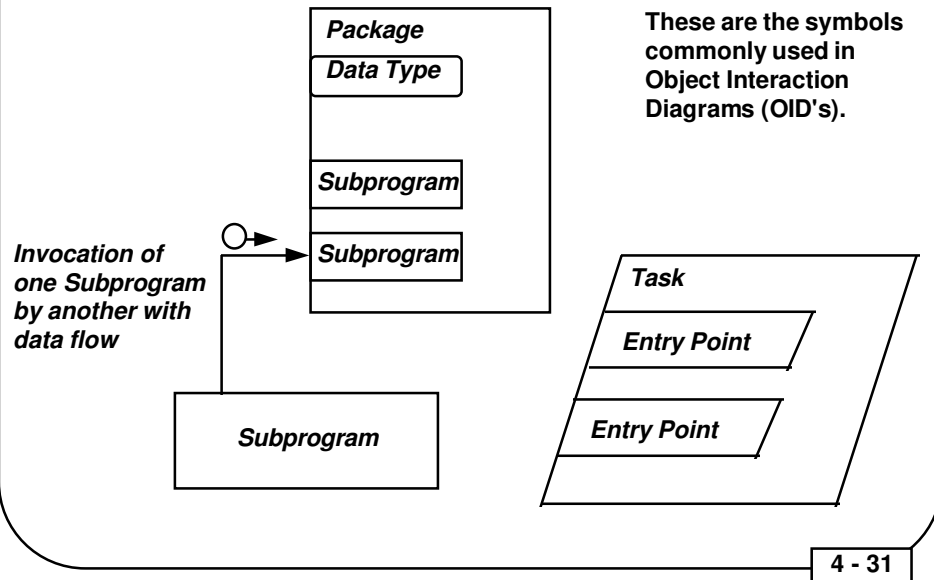 Package
Data Type
Subprogram
Subprogram
These are the symbols
commonly used in
Object Interaction
Diagrams (OID's).
Invocation of
one Subprogram
by another with
data flow
Subprogram
Task
Entry Point
Entry Point
4 - 31